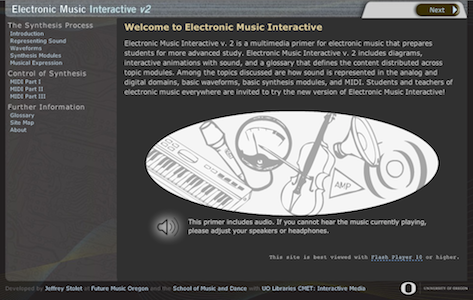 Electronic Music Interactive v2
Next
The Synthesis Process
Introduction
Representing Sound
Waveforms
Synthesis Modules
Musical Expression
Control of Synthesis
MIDI Part I
MIDI Part II
MIDI Part III
Further Information
Glossary
Site Map
About
Welcome to Electronic Music Interactive
Electronic Music Interactive v. 2 is a multimedia primer for electronic music that prepares
students for more advanced study. Electronic Music Interactive v. 2 includes diagrams,
interactive animations with sound, and a glossary that defines the content distributed across
topic modules. Among the topics discussed are how sound is represented in the analog and
digital domains, basic waveforms, basic synthesis modules, and MIDI. Students and teachers of
electronic music everywhere are invited to try the new version of Electronic Music Interactive!
AMP
This primer includes audio. If you cannot hear the music currently playing,
please adjust your speakers or headphones.
This site is best viewed with Flash Player 10 or higher.
Developed by Jeffrey Stolet at Future Music Oregon and the School of Music and Dance with UO Libraries CMET: Interactive Media
O
UNIVERSITY OF OREGON